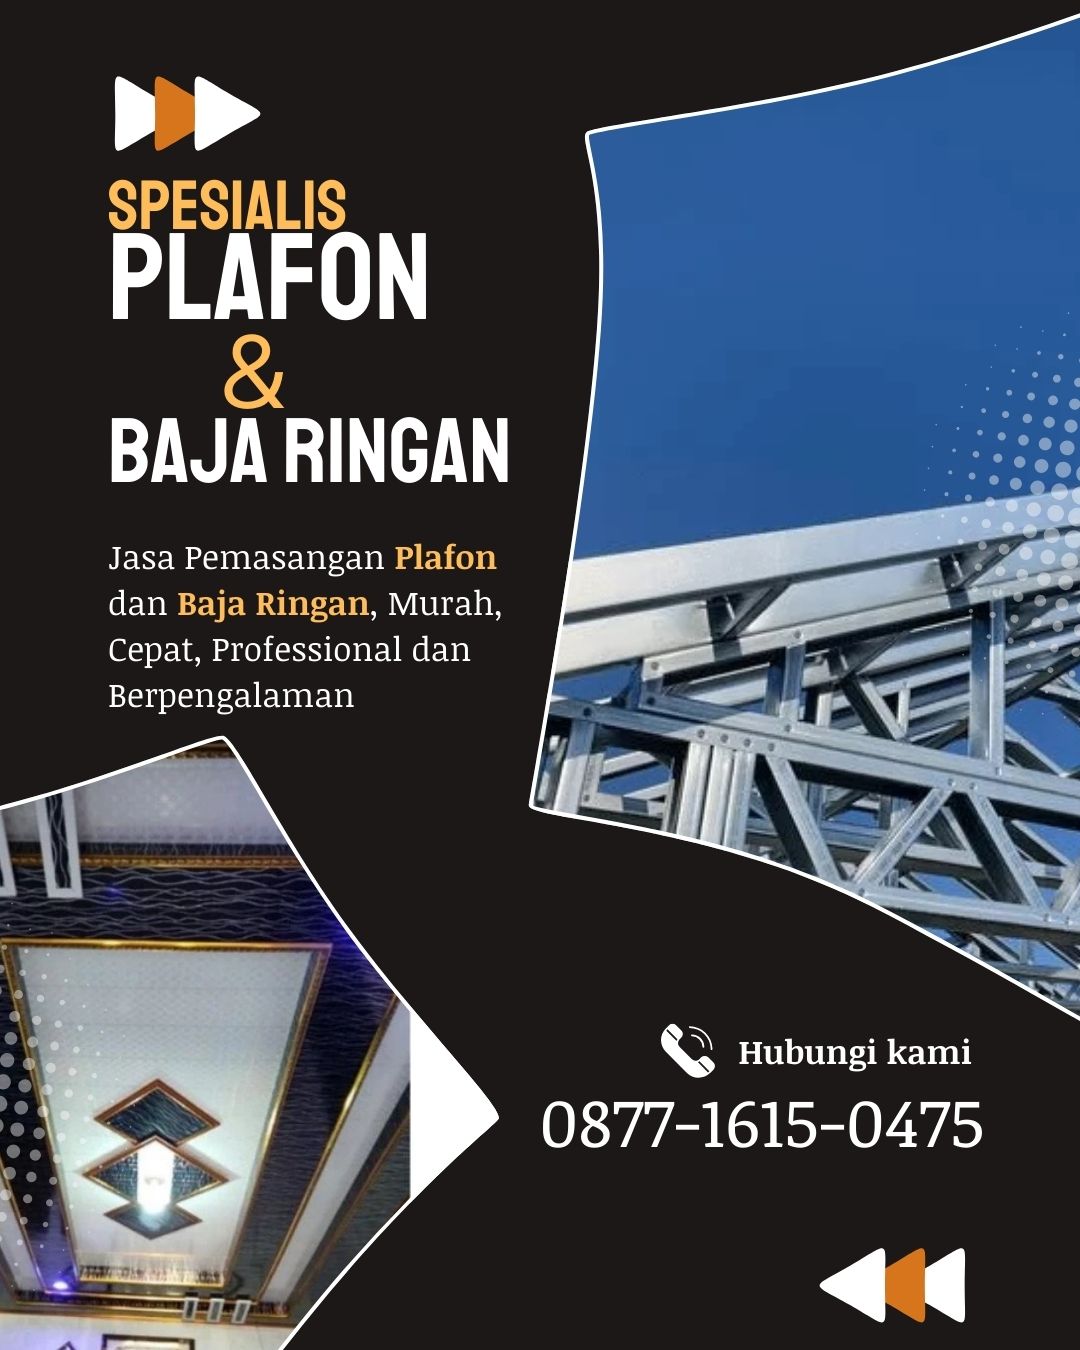 SPESIALIS
PLAFON
&
BAJA RINGAN
Jasa Pemasangan Plafon
dan Baja Ringan, Murah,
Cepat, Professional dan
Berpengalaman
Hubungi kami
0877-1615-0475